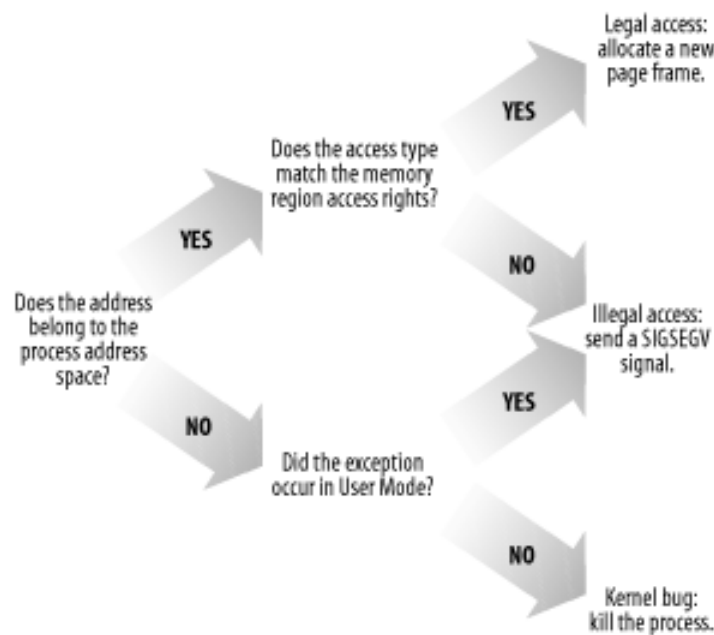 Legal access:
allocate a new
page frame.
YES
Does the access type
match the memory
region access rights?
YES
NO
Does the address
belong to the
process address
space?
Illegal access:
send a SIGSEGV
signal.
YES
NO
Did the exception
occur in User Mode?
NO
Kernel bug:
kill the process.